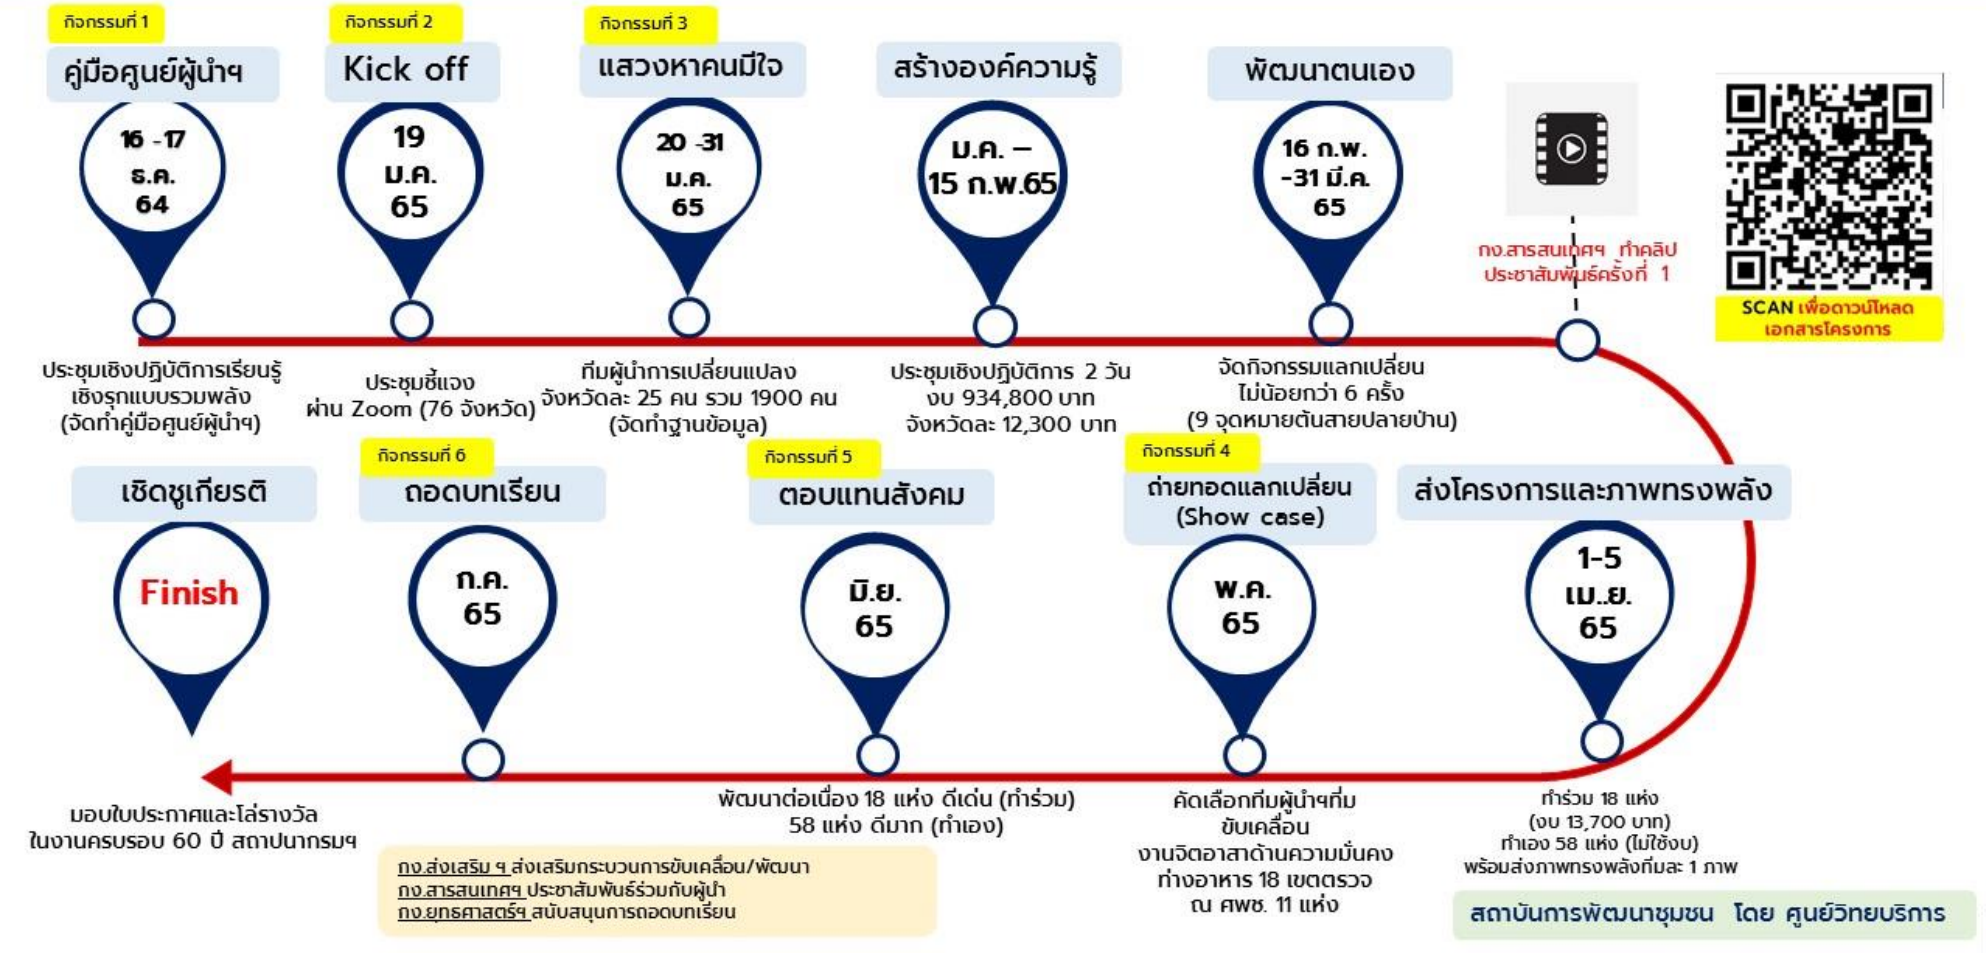 กิจกรรมที่ 1
คู่มือศูนย์ผู้นำฯ
16 -17
ธ.ค.
64
ประชุมเชิงปฏิบัติการเรียนรู้
เชิงรุกแบบรวมพลัง
(จัดทำคู่มือศูนย์ผู้นำฯ)
กิจกรรมที่ 2
Kick off
19
ม.ค.
65
ประชุมชี้แจง
ผ่าน Zoom (76 จังหวัด)
กิจกรรมที่ 3
แสวงหาคนมีใจ
20 -31
ม.ค.
65
ทีมผู้นำการเปลี่ยนแปลง
จังหวัดละ 25 คน รวม 1900 คน
(จัดทำฐานข้อมูล)
สร้างองค์ความรู้
ม.ค. –
15 ก.พ.65
ประชุมเชิงปฏิบัติการ 2 วัน
งบ 934,800 บาท
จังหวัดละ 12,300 บาท
พัฒนาตนเอง
16 ก.พ.
-31 มี.ค.
65
จัดกิจกรรมแลกเปลี่ยน
ไม่น้อยกว่า 6 ครั้ง
(9 จุดหมายต้นสายปลายป่าน)
กง.สารสนเทศฯ ทำคลิป
ประชาสัมพันธ์ครั้งที่ 1
SCAN เพื่อดาวน์โหลด
เอกสารโครงการ
ส่งโครงการและภาพทรงพลัง
1-5
เม..ย.
65
ทำร่วม 18 แห่ง
(งบ 13,700 บาท)
ทำเอง 58 แห่ง (ไม่ใช้งบ)
พร้อมส่งภาพทรงพลังทีมละ 1 ภาพ
กิจกรรมที่ 4
ถ่ายทอดแลกเปลี่ยน
(Show case)
พ.ค.
65
คัดเลือกทีมผู้นำฯที่ม
ขับเคลื่อน
งานจิตอาสาด้านความมั่นคง
ท่างอาหาร 18 เขตตรวจ
ณ ศพช. 11 แห่ง
กิจกรรมที่ 5
ตอบแทนสังคม
มิ.ย.
65
พัฒนาต่อเนื่อง 18 แห่ง ดีเด่น (ทำร่วม)
58 แห่ง ดีมาก (ทำเอง)
กิจกรรมที่ 6
ถอดบทเรียน
ก.ค.
65
เชิดชูเกียรติ
Finish
มอบใบประกาศและโล่รางวัล
ในงานครบรอบ 60 ปี สถาปนากรมฯ
กง.ส่งเสริม ฯ ส่งเสริมกระบวนการขับเคลื่อน/พัฒนา
กง.สารสนเทศฯ ประชาสัมพันธ์ร่วมกับผู้นำ
กง.ยุทธศาสตร์ฯ สนับสนุนการถอดบทเรียน
สถาบันการพัฒนาชุมชน โดย ศูนย์วิทยบริการ